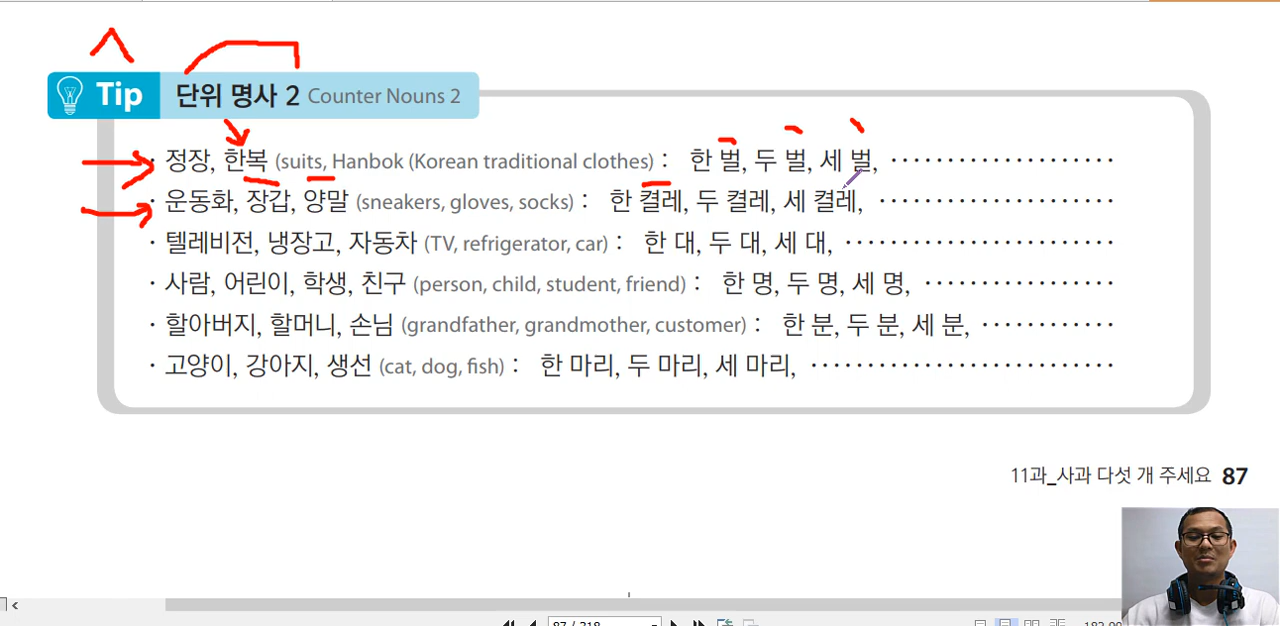 Tip 단위 명사 2 Counter Nouns 2
· 정장, 한복 (suits, Hanbok (Korean traditional clothes) : 한 벌, 두 벌, 세 벌, ························
· 운동화, 장갑, 양말 (sneakers, gloves, socks) : 한 켤레, 두 켤레, 세 켤레, ·························
· 텔레비전, 냉장고, 자동차 (TV, refrigerator, car) : 한 대, 두 대, 세 대, ····························
· 사람, 어린이, 학생, 친구 (person, child, student, friend) : 한 명, 두 명, 세 명, ····················
· 할아버지, 할머니, 손님 (grandfather, grandmother, customer) : 한 분, 두 분, 세 분, ··············
· 고양이, 강아지, 생선 (cat, dog, fish) : 한 마리, 두 마리, 세 마리, ································
11과_사과 다섯 개 주세요 87
87 / 318